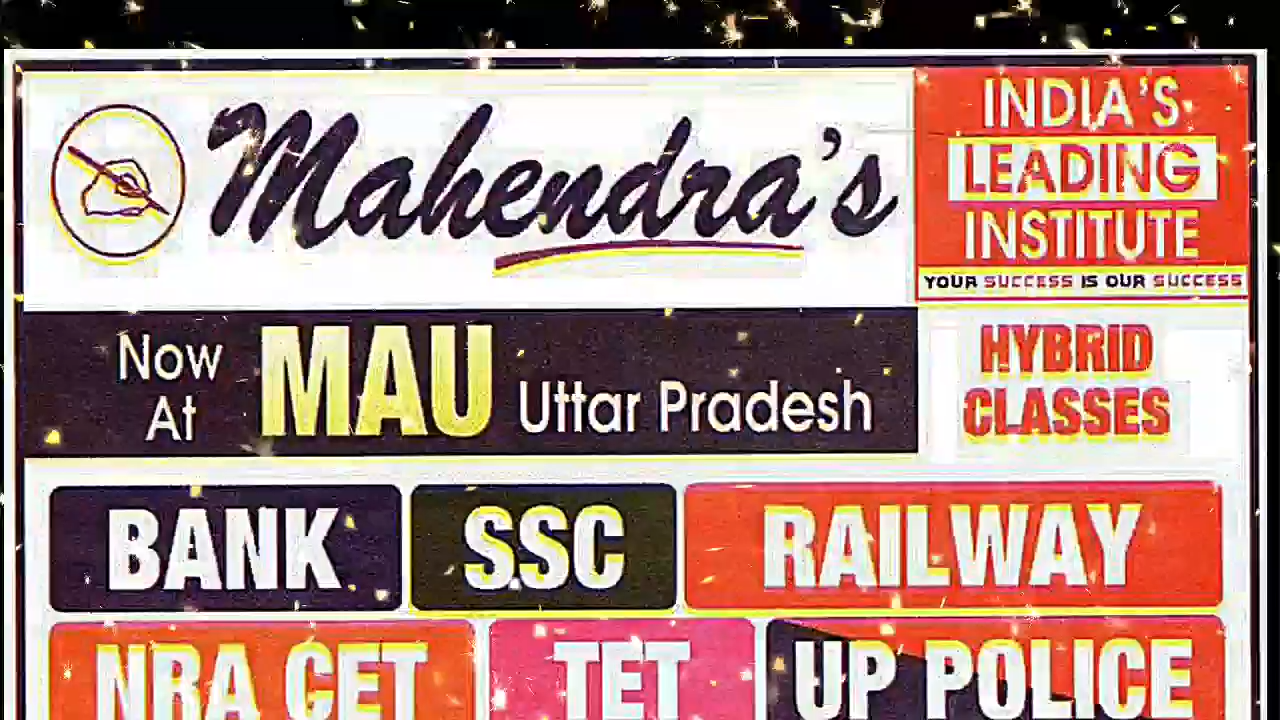 Mahendra's
INDIA'S
LEADING
INSTITUTE
YOUR SUCCESS IS OUR SUCCESS
Now
At
MAU Uttar Pradesh
HYBRID
CLASSES
BANK SSC RAILWAY
NRA CET TET UP POLICE